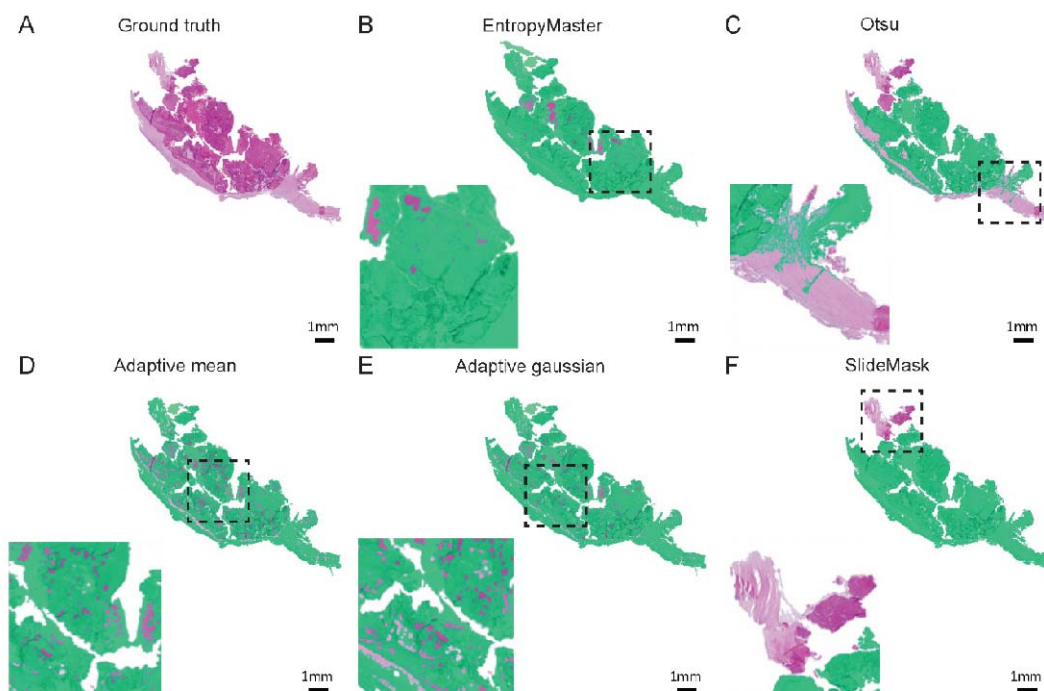 A
Ground truth
B
EntropyMaster
C
Otsu
1mm
1mm
1mm
D
Adaptive mean
E
Adaptive gaussian
F
SlideMask
1mm
1mm
1mm